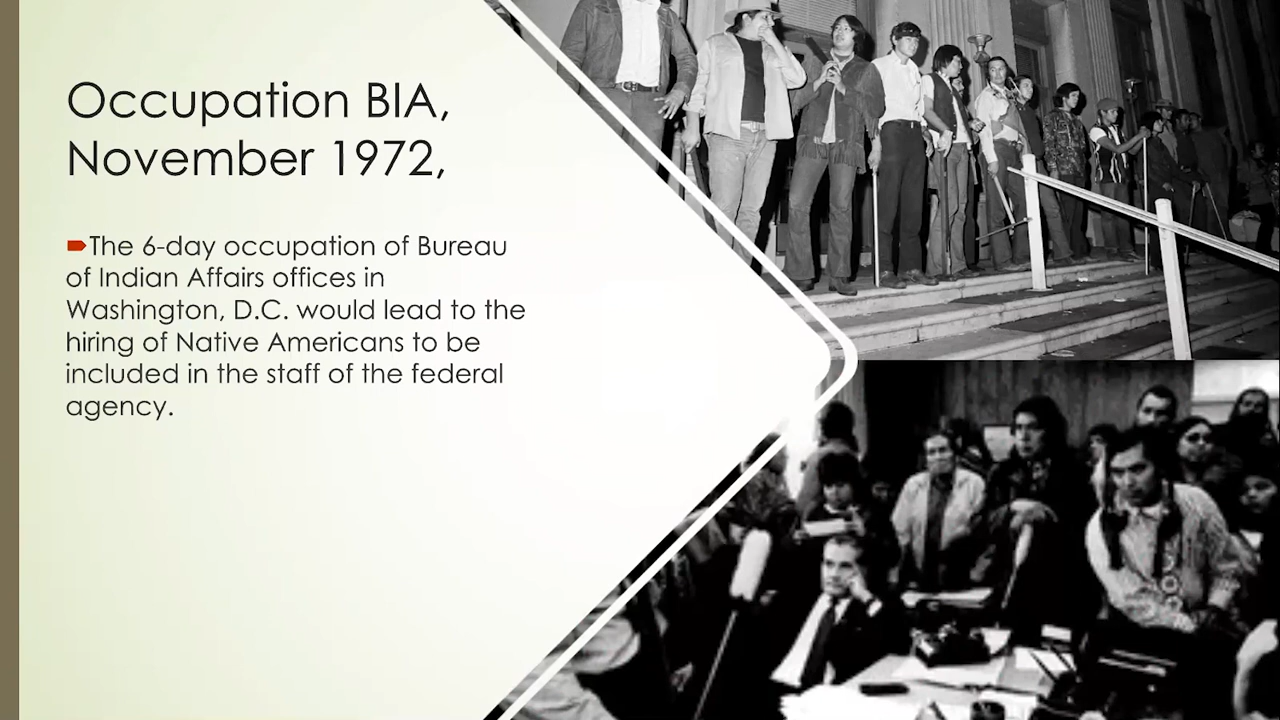 Occupation BIA,
November 1972,
The 6-day occupation of Bureau
of Indian Affairs offices in
Washington, D.C. would lead to the
hiring of Native Americans to be
included in the staff of the federal
agency.